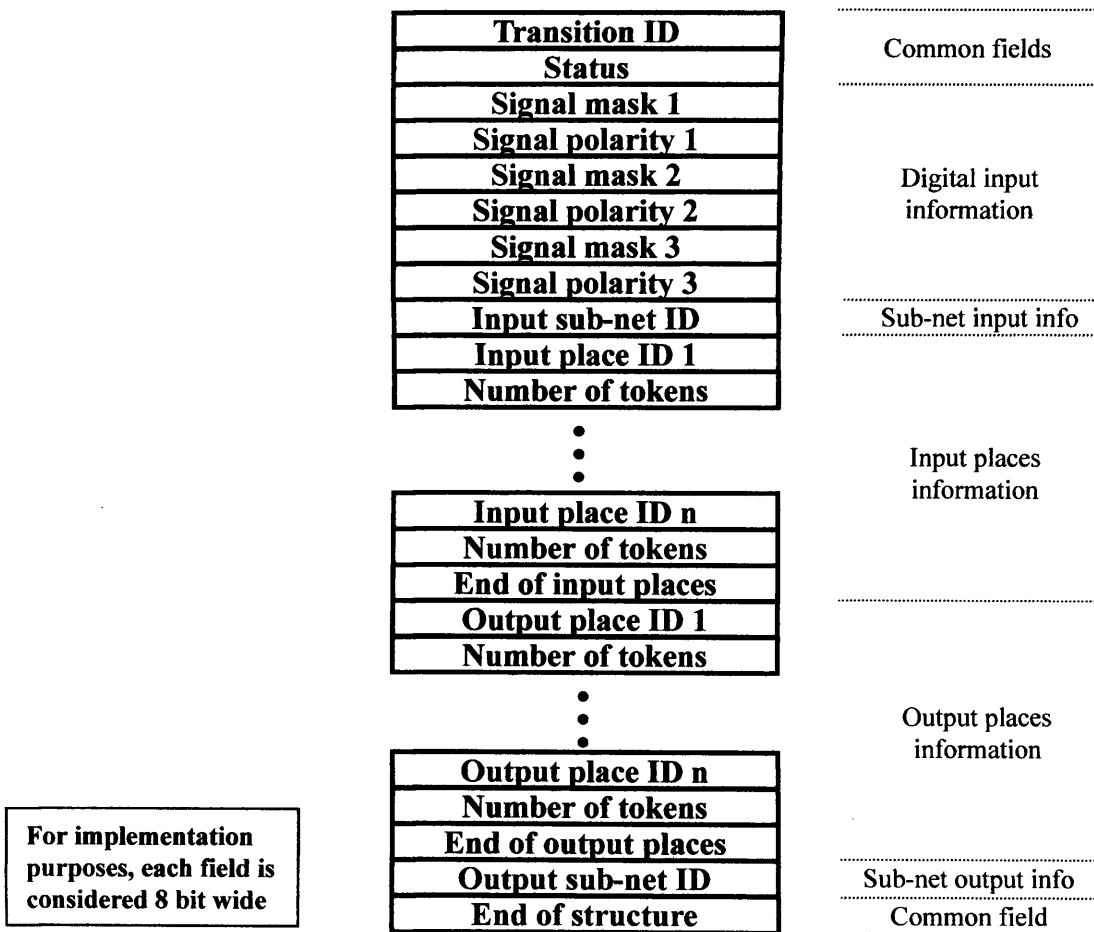 Transition ID
Status
Common fields
Signal mask 1
Signal polarity 1
Signal mask 2
Signal polarity 2
Signal mask 3
Signal polarity 3
Digital input
information
Input sub-net ID
Sub-net input info
Input place ID 1
Number of tokens
Input place ID n
Number of tokens
End of input places
Input places
information
Output place ID 1
Number of tokens
Output place ID n
Number of tokens
End of output places
Output places
information
Output sub-net ID
Sub-net output info
End of structure
Common field
For implementation
purposes, each field is
considered 8 bit wide